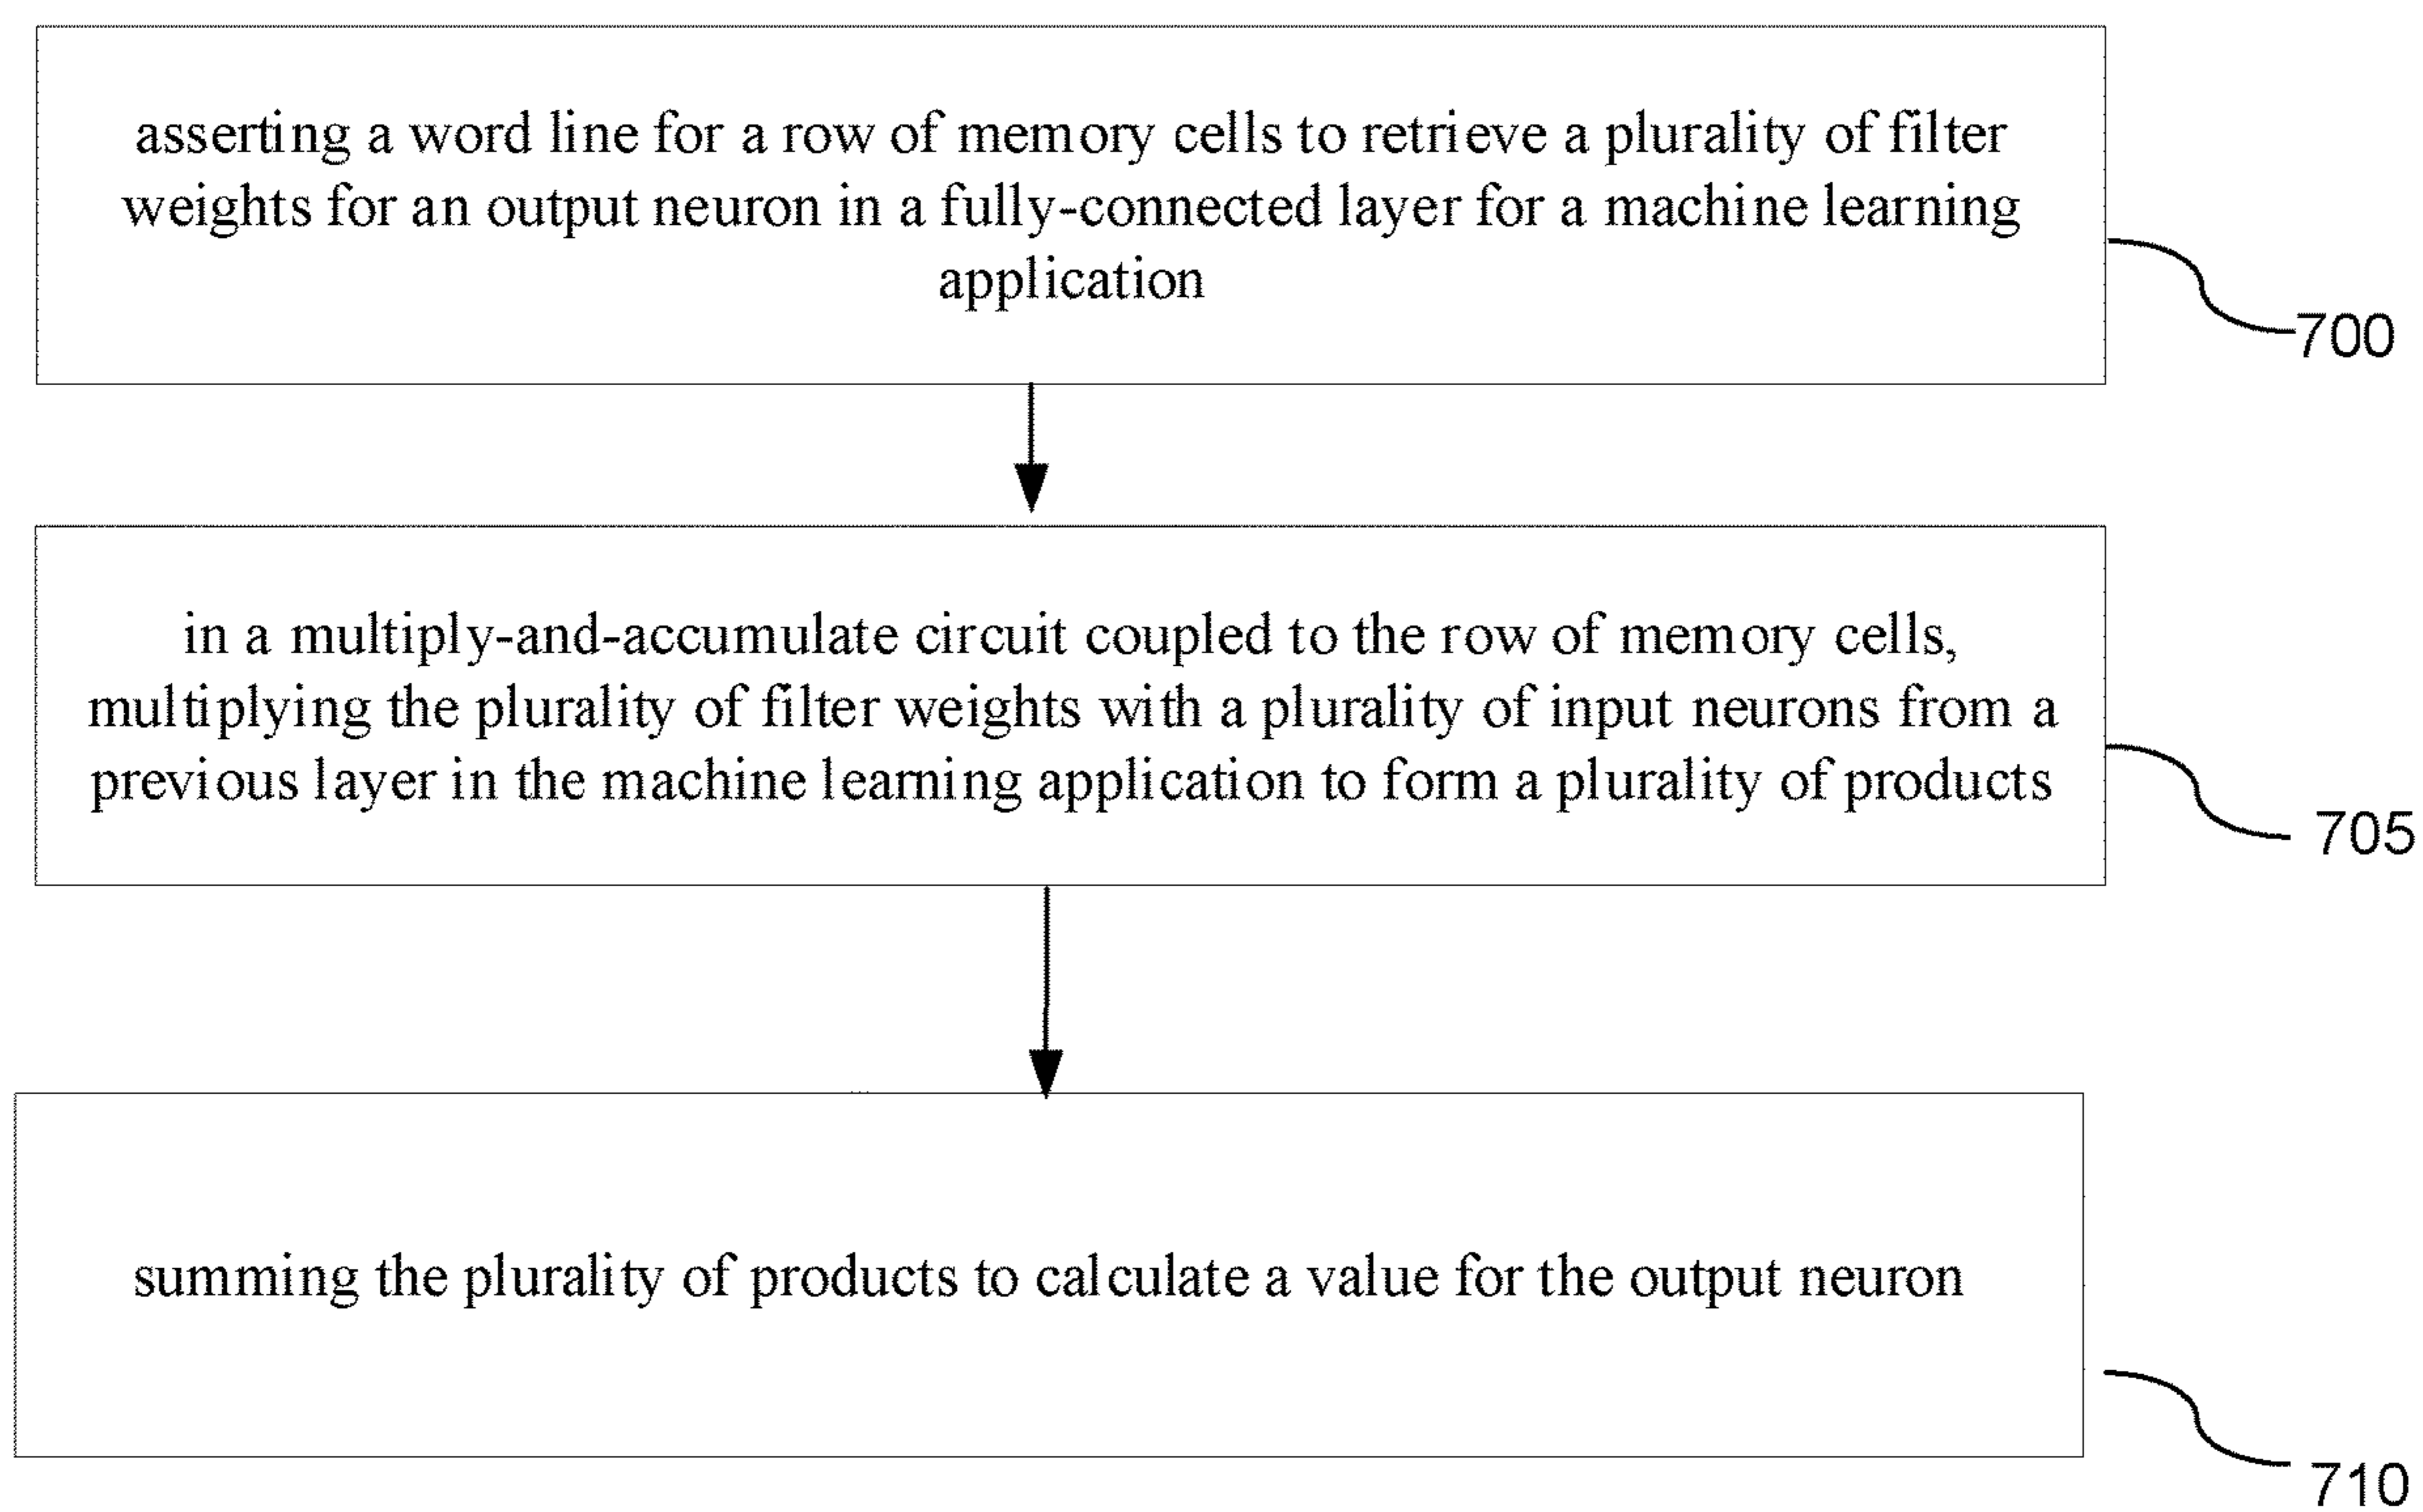 asserting a word line for a row of memory cells to retrieve a plurality of filter
weights for an output neuron in a fully-connected layer for a machine learning
application
700
in a multiply-and-accumulate circuit coupled to the row of memory cells,
multiplying the plurality of filter weights with a plurality of input neurons from a
previous layer in the machine learning application to form a plurality of products
705
summing the plurality of products to calculate a value for the output neuron
710